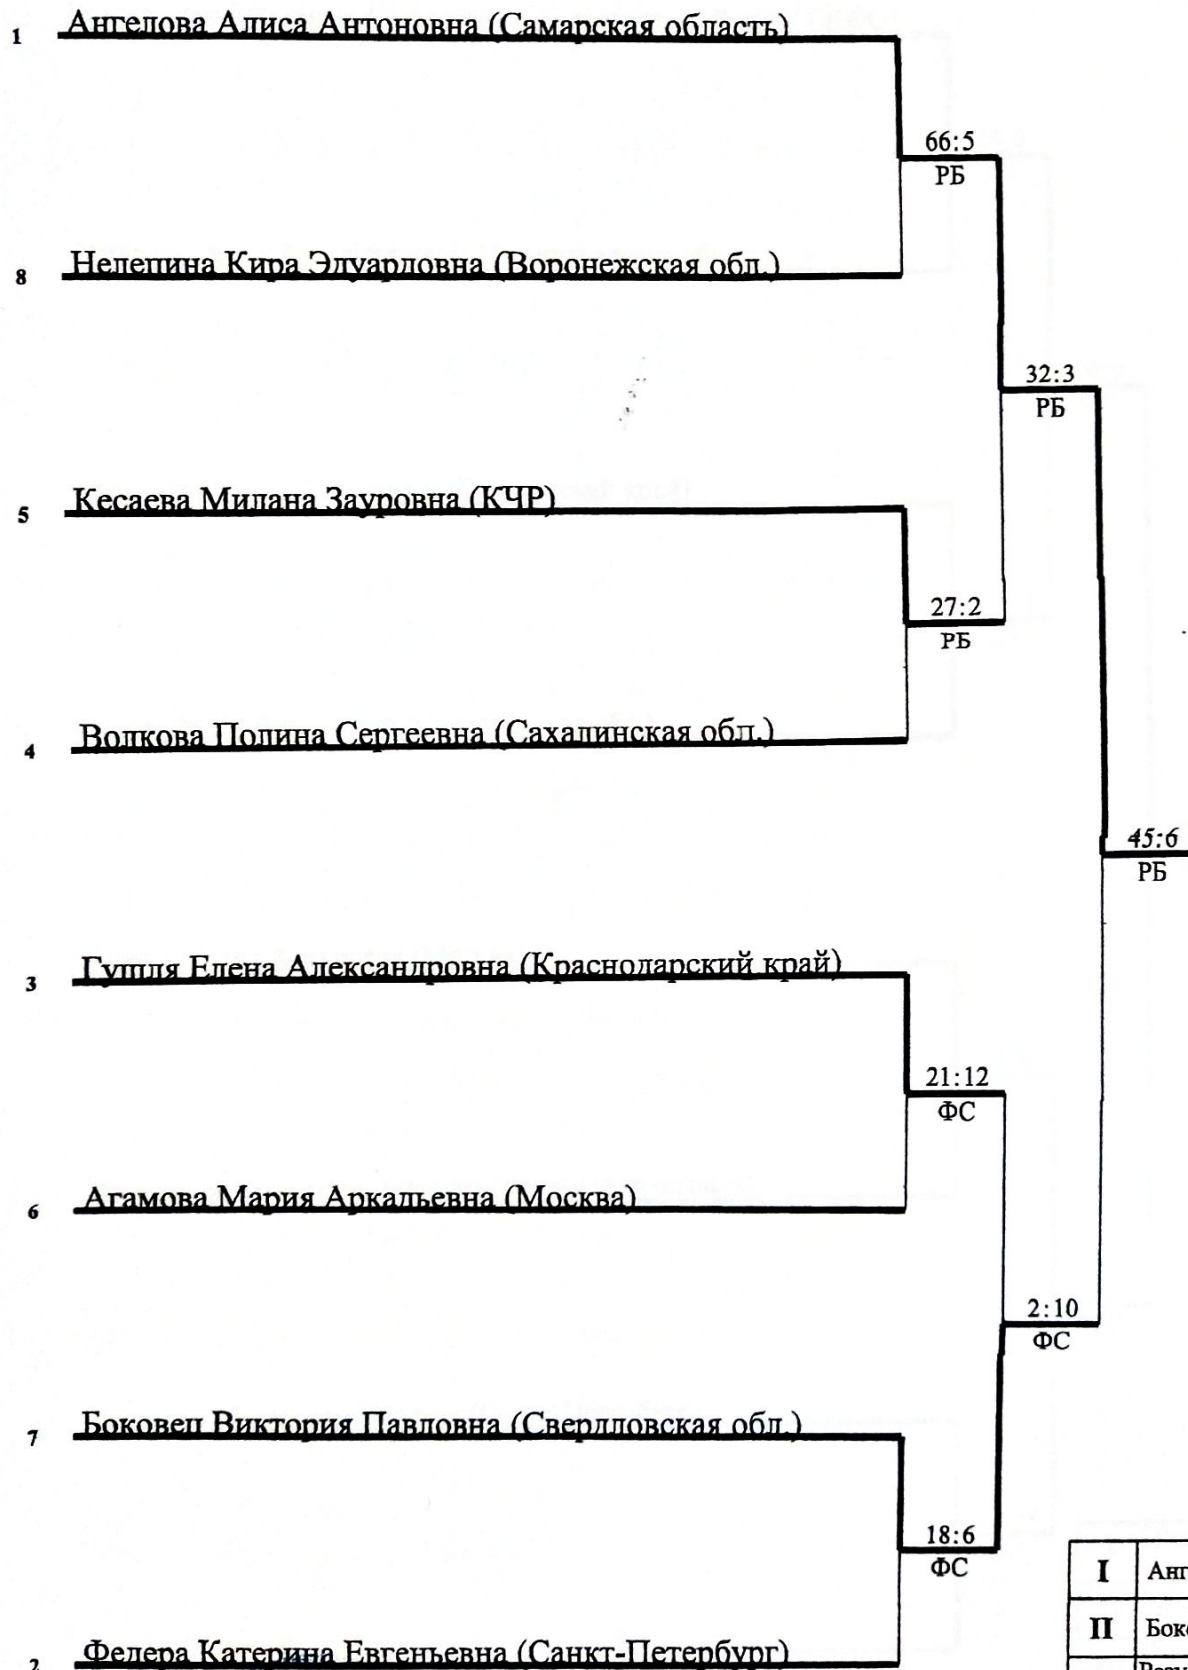 1 Ангелова Алиса Антоновна (Самарская область)
66:5
РБ
8 Нелепина Кира Эдуардовна (Воронежская обл.)
32:3
РБ
5 Кесаева Милана Зауровна (КЧР)
27:2
РБ
4 Волкова Полина Сергеевна (Сахалинская обл.)
45:6
РБ
3 Гушля Елена Александровна (Краснодарский край)
21:12
ФС
6 Агамова Мария Аркадьевна (Москва)
2:10
ФС
7 Боковец Виктория Павловна (Свердловская обл.)
18:6
ФС
I Анг
II Бок
2 Федера Катерина Евгеньевна (Санкт-Петербург)